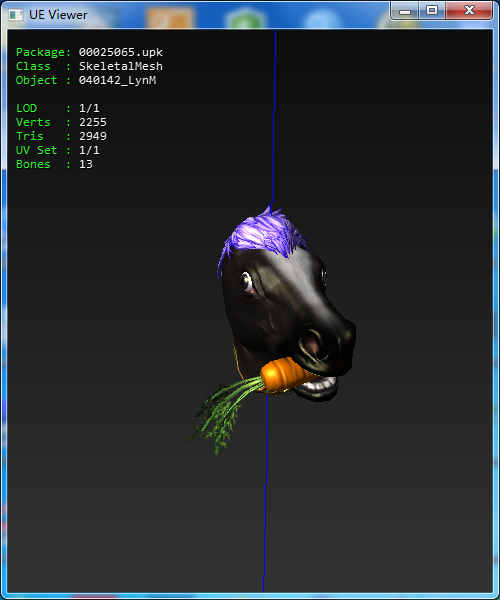 UE Viewer
Package: 00025065.upk
Class : SkeletalMesh
Object : 040142_LynM
LOD : 1/1
Verts : 2255
Tris : 2949
UV Set : 1/1
Bones : 13